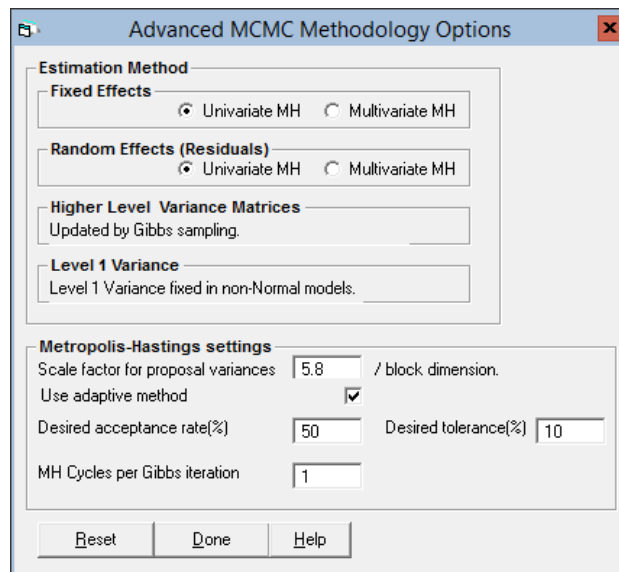 Advanced MCMC Methodology Options
Estimation Method
Fixed Effects
Univariate MH Multivariate MH
Random Effects (Residuals)
Univariate MH Multivariate MH
Higher Level Variance Matrices
Updated by Gibbs sampling.
Level 1 Variance
Level 1 Variance fixed in non-Normal models.
Metropolis-Hastings settings
Scale factor for proposal variances 5.8 / block dimension.
Use adaptive method
Desired acceptance rate(%) 50 Desired tolerance(%) 10
MH Cycles per Gibbs iteration 1
Reset Done Help